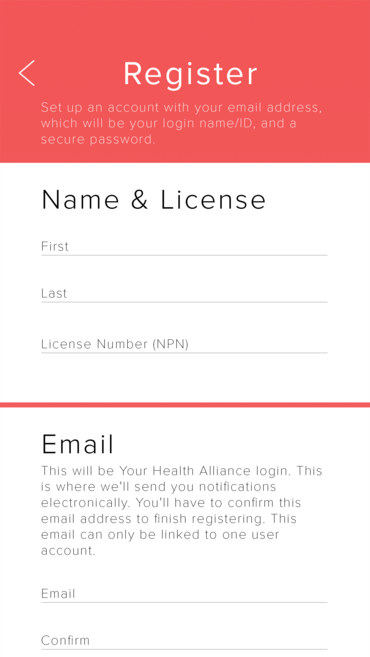 Register
Set up an account with your email address,
which will be your login name/ID, and a
secure password.
Name & License
First
Last
License Number (NPN)
Email
This will be Your Health Alliance login. This
is where we'll send you notifications
electronically. You'll have to confirm this
email address to finish registering. This
email can only be linked to one user
account.
Email
Confirm